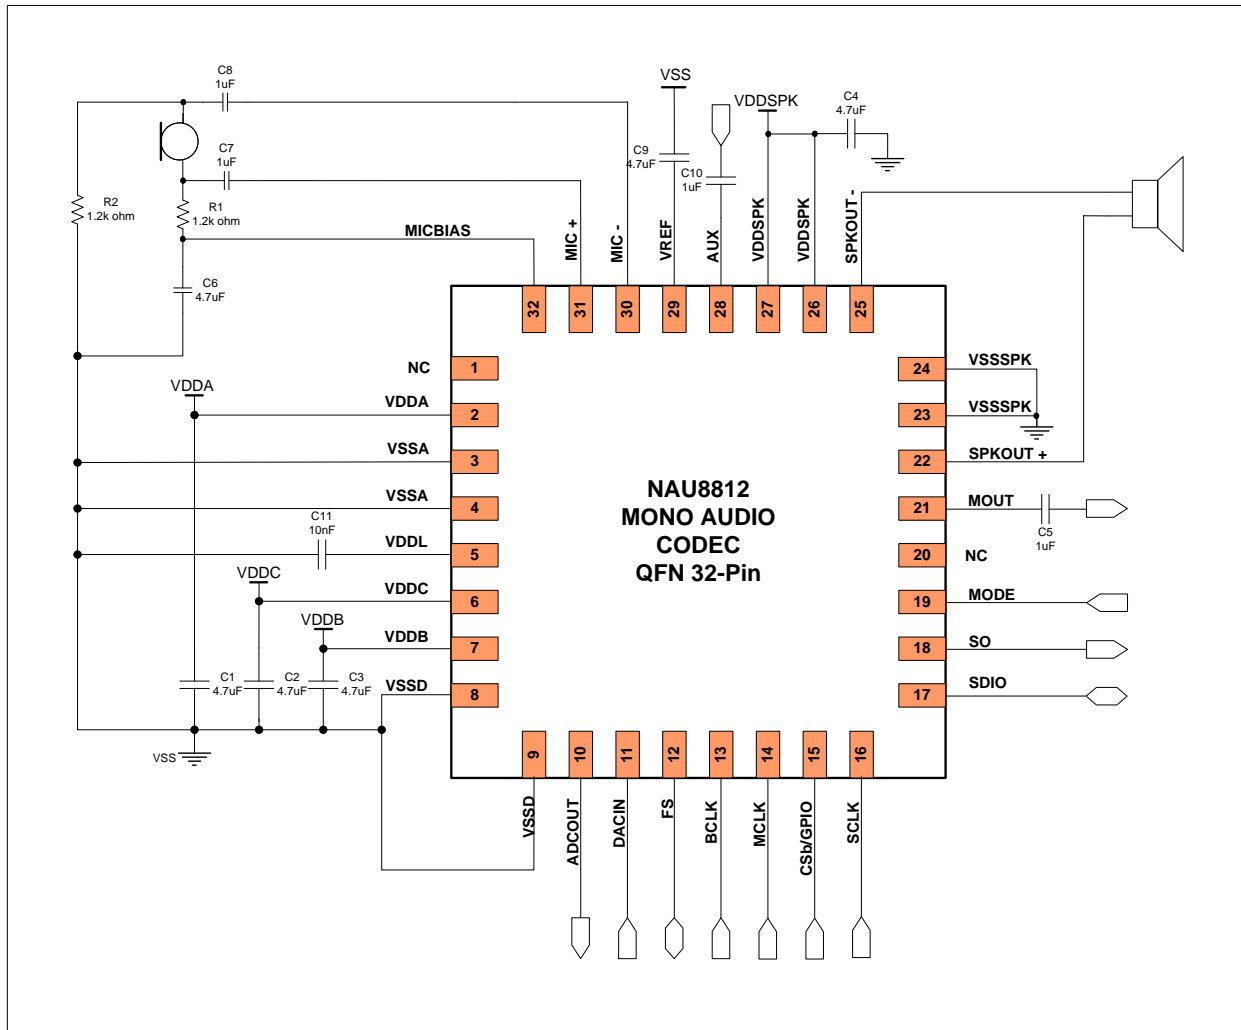 C8
1uF
VSS
C4
4.7uF
VDDSPK
C7
1uF
C9
4.7uF
C10
1uF
R2
1.2k ohm
R1
1.2k ohm
MICBIAS
MIC +
MIC -
VREF
AUX
VDDSPK
VDDSPK
SPKOUT -
C6
4.7uF
32
31
30
29
28
27
26
25
NC
1
24
VSSSPK
VDDA
VDDA
2
23
VSSSPK
VSSA
3
22
SPKOUT +
VSSA
4
21
MOUT
C5
1uF
C11
10nF
VDDL
5
20
NC
VDDC
VDDC
6
19
MODE
VDDB
VDDB
7
18
SO
VSSD
8
17
SDIO
NAU8812
MONO AUDIO
CODEC
QFN 32-Pin
C1
4.7uF
C2
4.7uF
C3
4.7uF
VSS
9
10
11
12
13
14
15
16
VSSD
ADCOUT
DACIN
FS
BCLK
MCLK
CSb/GPIO
SCLK